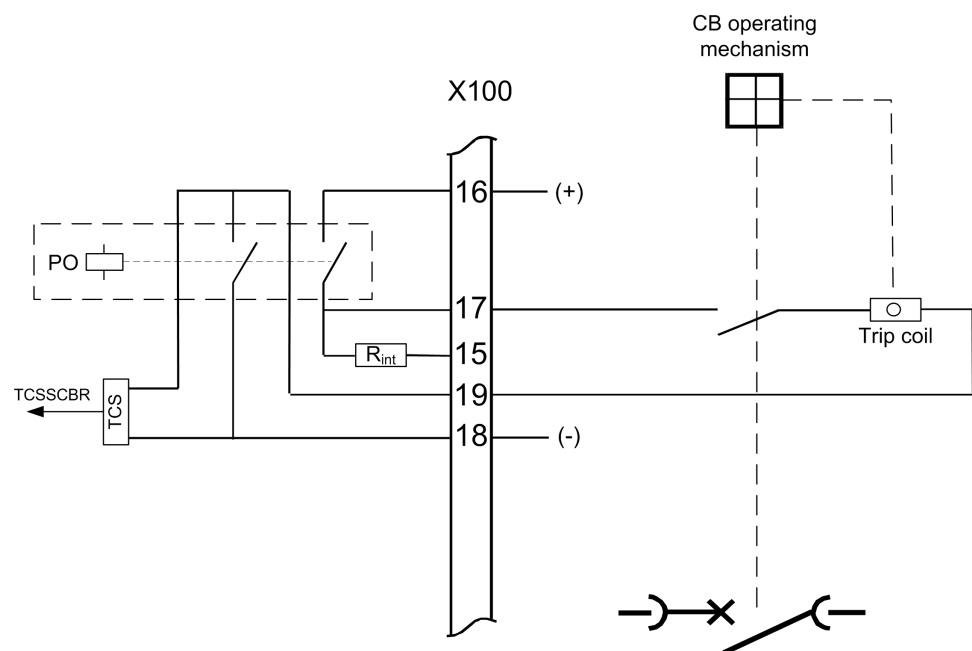 CB operating
mechanism
X100
16 (+)
PO
17
Trip coil
Rint 15
TCSSCBR
TCS
19
18 (-)